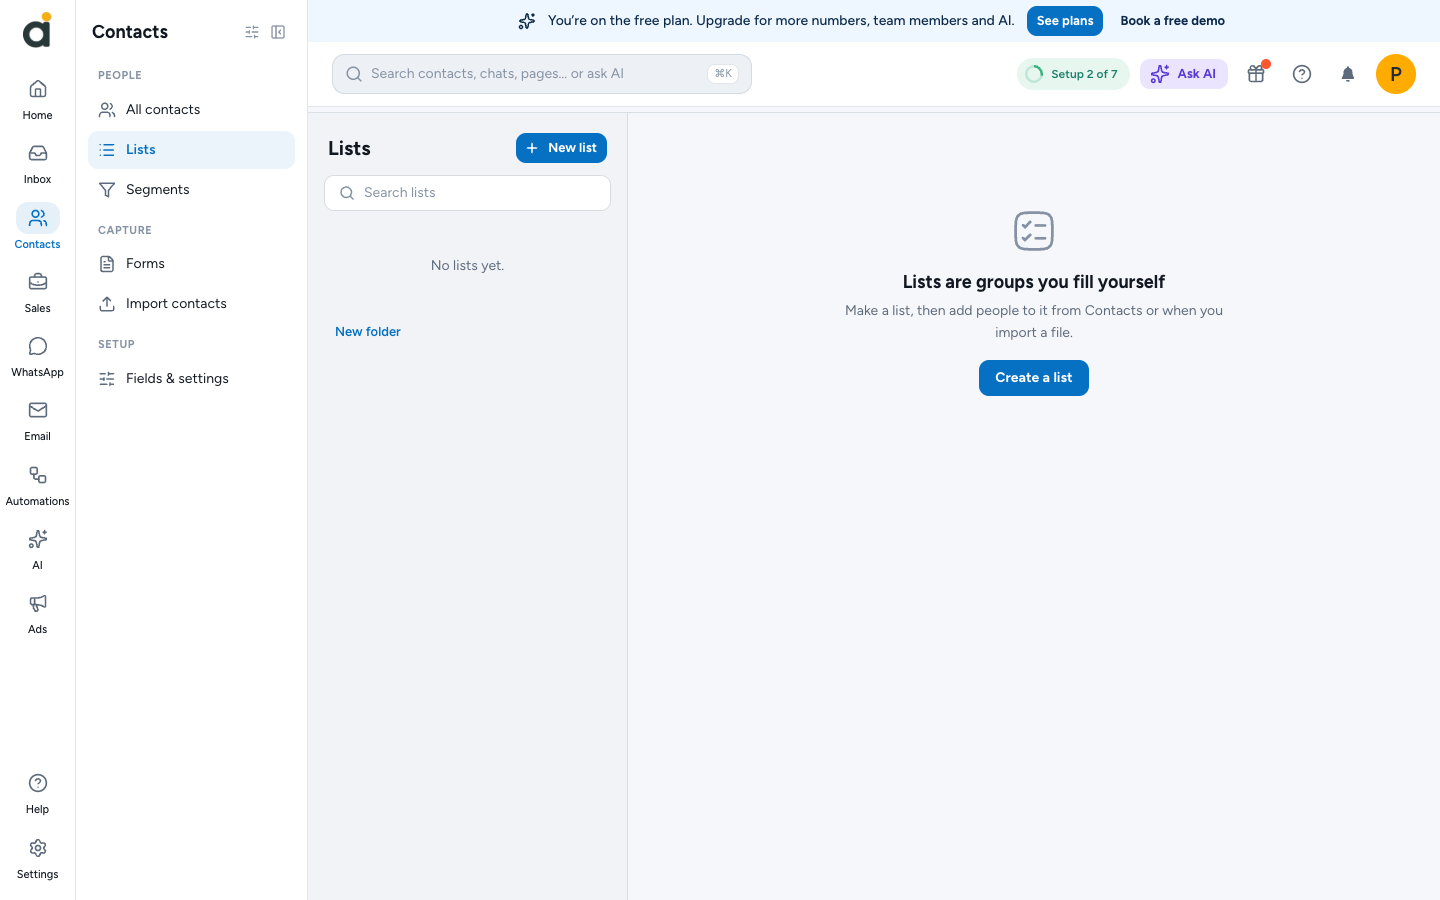 You're on the free plan. Upgrade for more numbers, team members and AI.
See plans
Book a free demo
Contacts
Search contacts, chats, pages... or ask AI
⌘K
Setup 2 of 7
Ask AI
P
Home
Inbox
Contacts
Sales
WhatsApp
Email
Automations
AI
Ads
Help
Settings
PEOPLE
All contacts
Lists
Segments
CAPTURE
Forms
Import contacts
SETUP
Fields & settings
Lists
New list
Search lists
No lists yet.
New folder
Lists are groups you fill yourself
Make a list, then add people to it from Contacts or when you
import a file.
Create a list